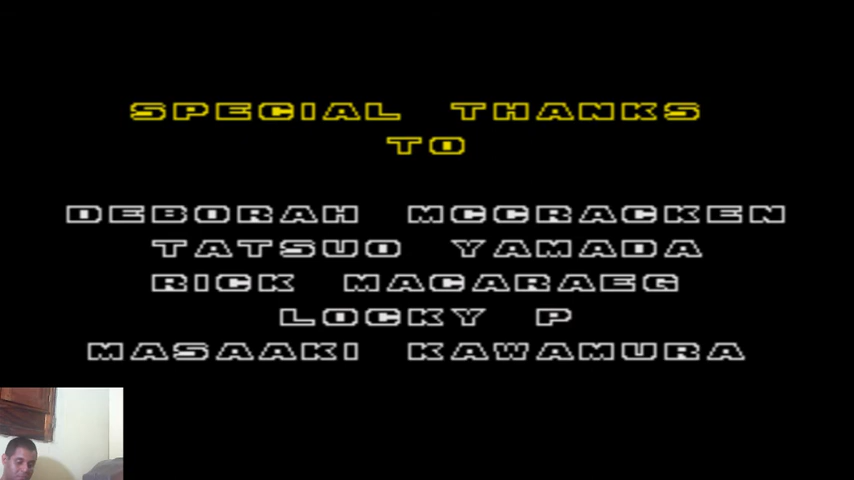 SPECIAL THANKS
TO
DEBORAH MCCRACKEN
TATSUO YAMADA
RICK MACARAEG
LOCKY P
MASAAKI KAWAMURA